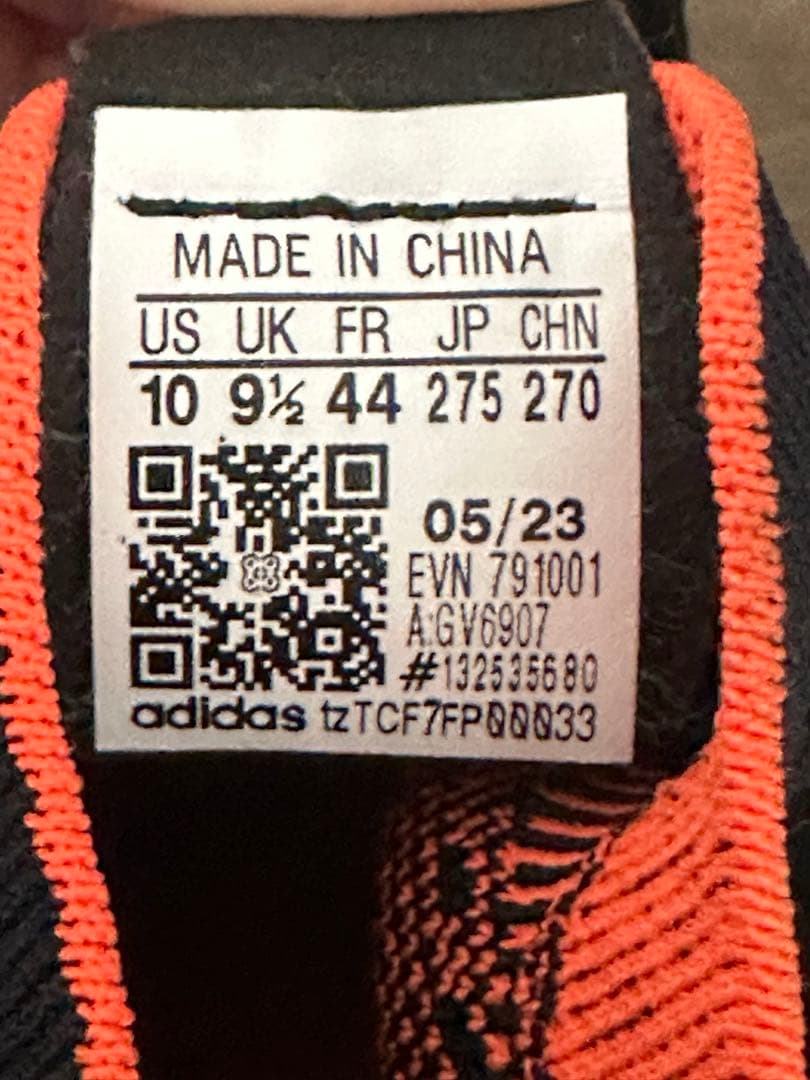 MADE IN CHINA
US UK FR JP CHN
10 9½ 44 275 270
05/23
EVN 791001
A:GV6907
#132535680
adidas tzTCF7FP00033